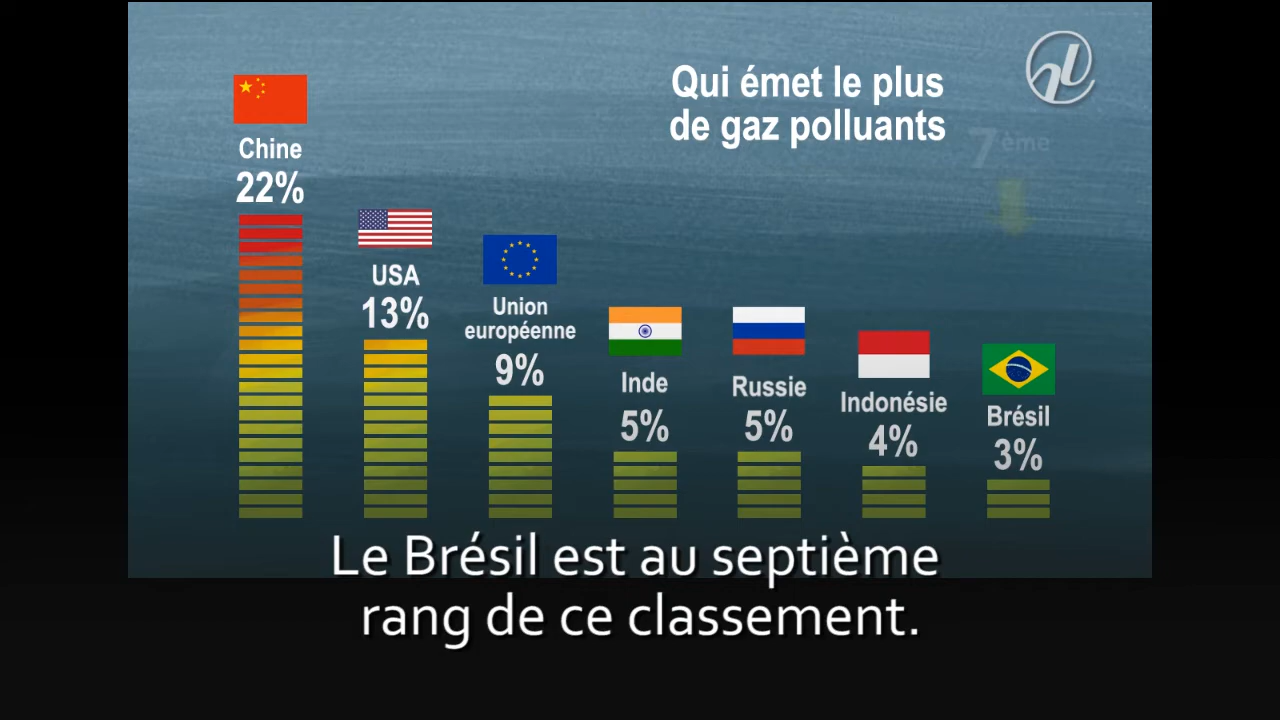 Qui émet le plus
de gaz polluants
7ème
Chine
22%
USA
13%
Union
européenne
9%
Inde
5%
Russie
5%
Indonésie
4%
Brésil
3%
Le Brésil est au septième
rang de ce classement.